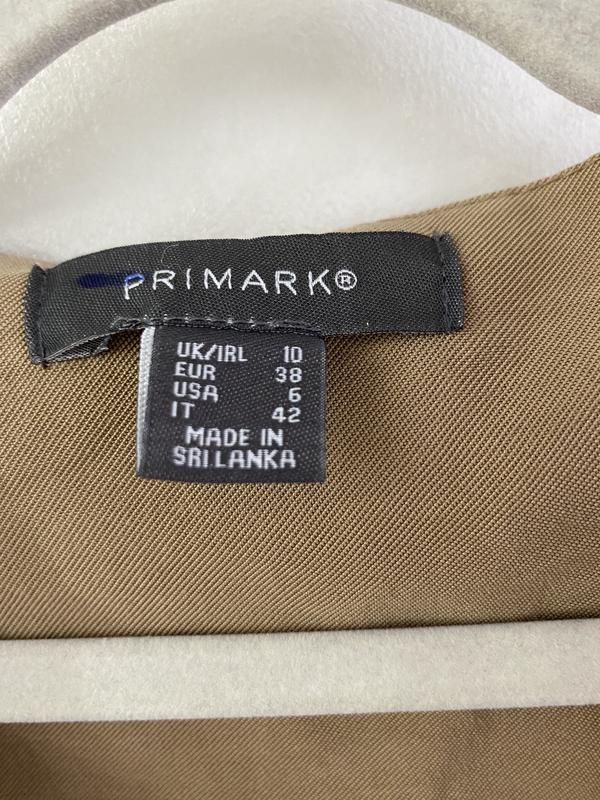 PRIMARK®
UK/IRL 10
EUR 38
USA 6
IT 42
MADE IN
SRI LANKA